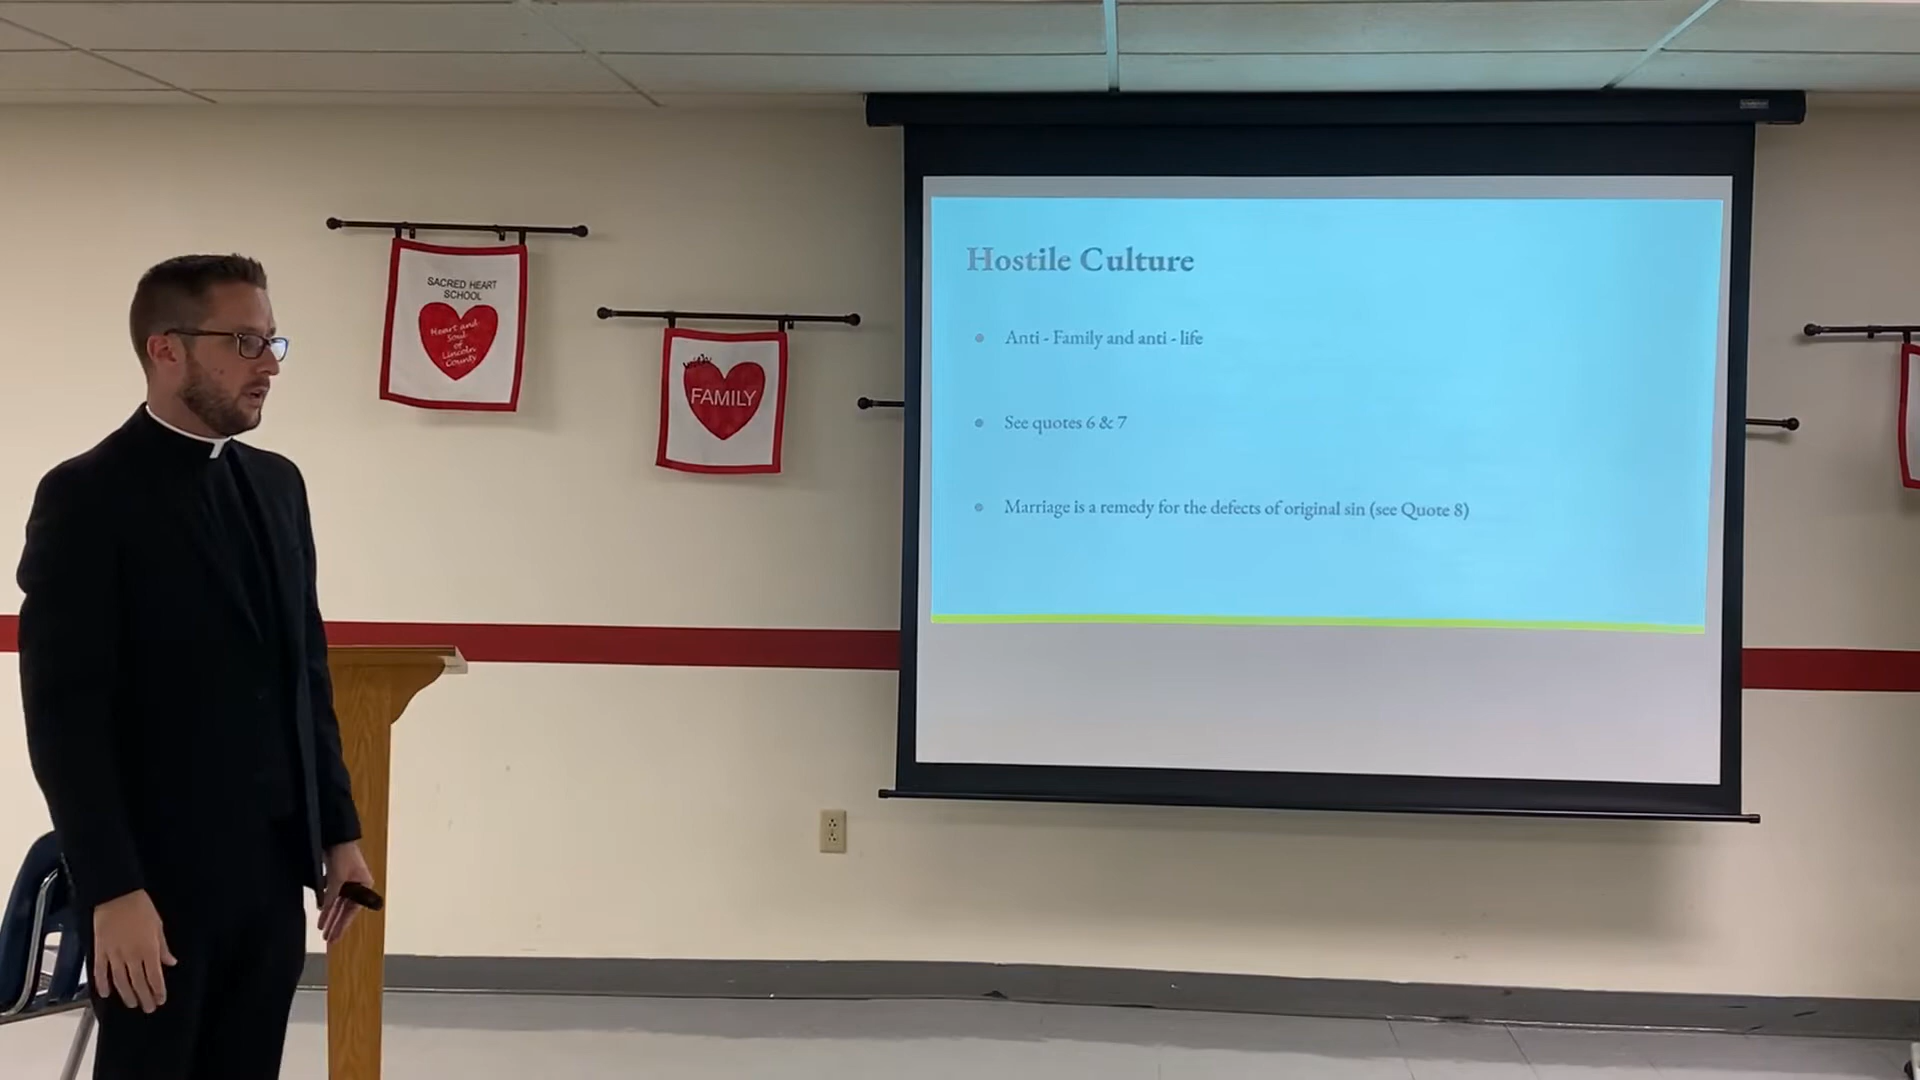 SACRED HEART
SCHOOL
Heart and
Soul
of
Lincoln
County
FAMILY
Hostile Culture
Anti - Family and anti - life
See quotes 6 & 7
Marriage is a remedy for the defects of original sin (see Quote 8)